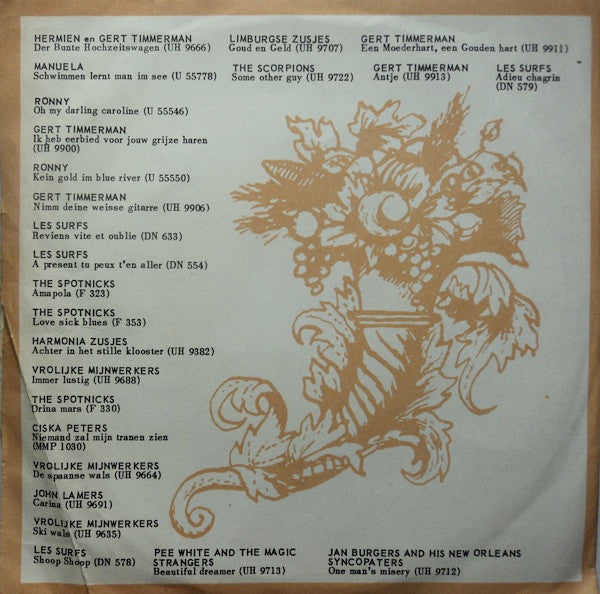 HERMIEN en GERT TIMMERMAN
Der Bunte Hochzeitswagen (UH 9666)
LIMBURGSE ZUSJES
Goud en Geld (UH 9707)
GERT TIMMERMAN
Een Moederhart, een Gouden hart (UH 9911)
MANUELA
Schwimmen lernt man im see (U 55778)
THE SCORPIONS
Some other guy (UH 9722)
GERT TIMMERMAN
Antje (UH 9913)
LES SURFS
Adieu chagrin
(DN 579)
RONNY
Oh my darling caroline (U 55546)
GERT TIMMERMAN
Ik heb eerbied voor jouw grijze haren
(UH 9900)
RONNY
Kein gold im blue river (U 55550)
GERT TIMMERMAN
Nimm deine weisse gitarre (UH 9906)
LES SURFS
Reviens vite et oublie (DN 633)
LES SURFS
A present tu peux t'en aller (DN 554)
THE SPOTNICKS
Amapola (F 323)
THE SPOTNICKS
Love sick blues (F 353)
HARMONIA ZUSJES
Achter in het stille klooster (UH 9382)
VROLIJKE MIJNWERKERS
Immer lustig (UH 9688)
THE SPOTNICKS
Drina mars (F 330)
CISKA PETERS
Niemand zal mijn tranen zien
(MMP 1030)
VROLIJKE MIJNWERKERS
De spaanse wals (UH 9664)
JOHN LAMERS
Carina (UH 9691)
VROLIJKE MIJNWERKERS
Ski wals (UH 9635)
LES SURFS
Shoop Shoop (DN 578)
PEE WHITE AND THE MAGIC
STRANGERS
Beautiful dreamer (UH 9713)
JAN BURGERS AND HIS NEW ORLEANS
SYNCOPATERS
One man's misery (UH 9712)